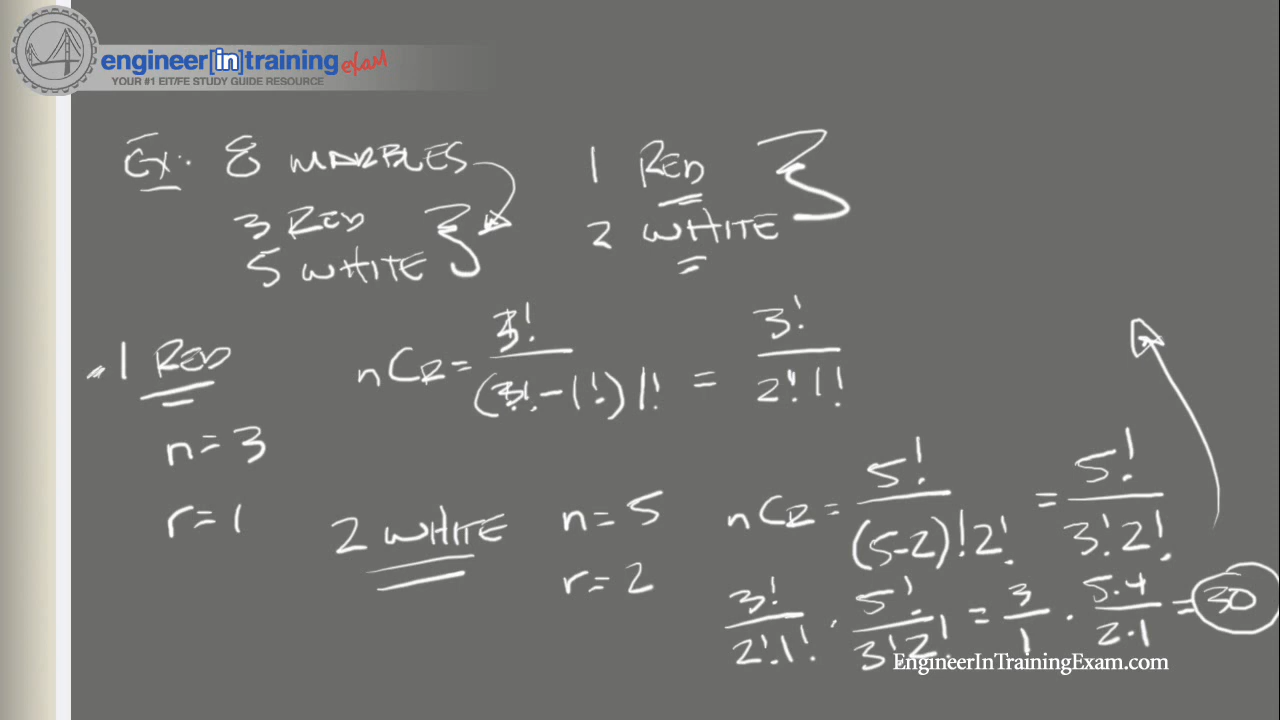 engineer[in]training exam
YOUR #1 EIT/FE STUDY GUIDE RESOURCE
Ex: 8 MARBLES
3 RED
5 WHITE
1 RED
2 WHITE
1 RED
n=3
r=1
nCr = 3! / (3!-1!)1! = 3! / 2!1!
2 WHITE
n=5
r=2
nCr = 5! / (5-2)!2! = 5! / 3!2!
3! / 2!1! · 5! / 3!2! = 3 / 1 · 5·4 / 2·1 = 30
EngineerInTrainingExam.com